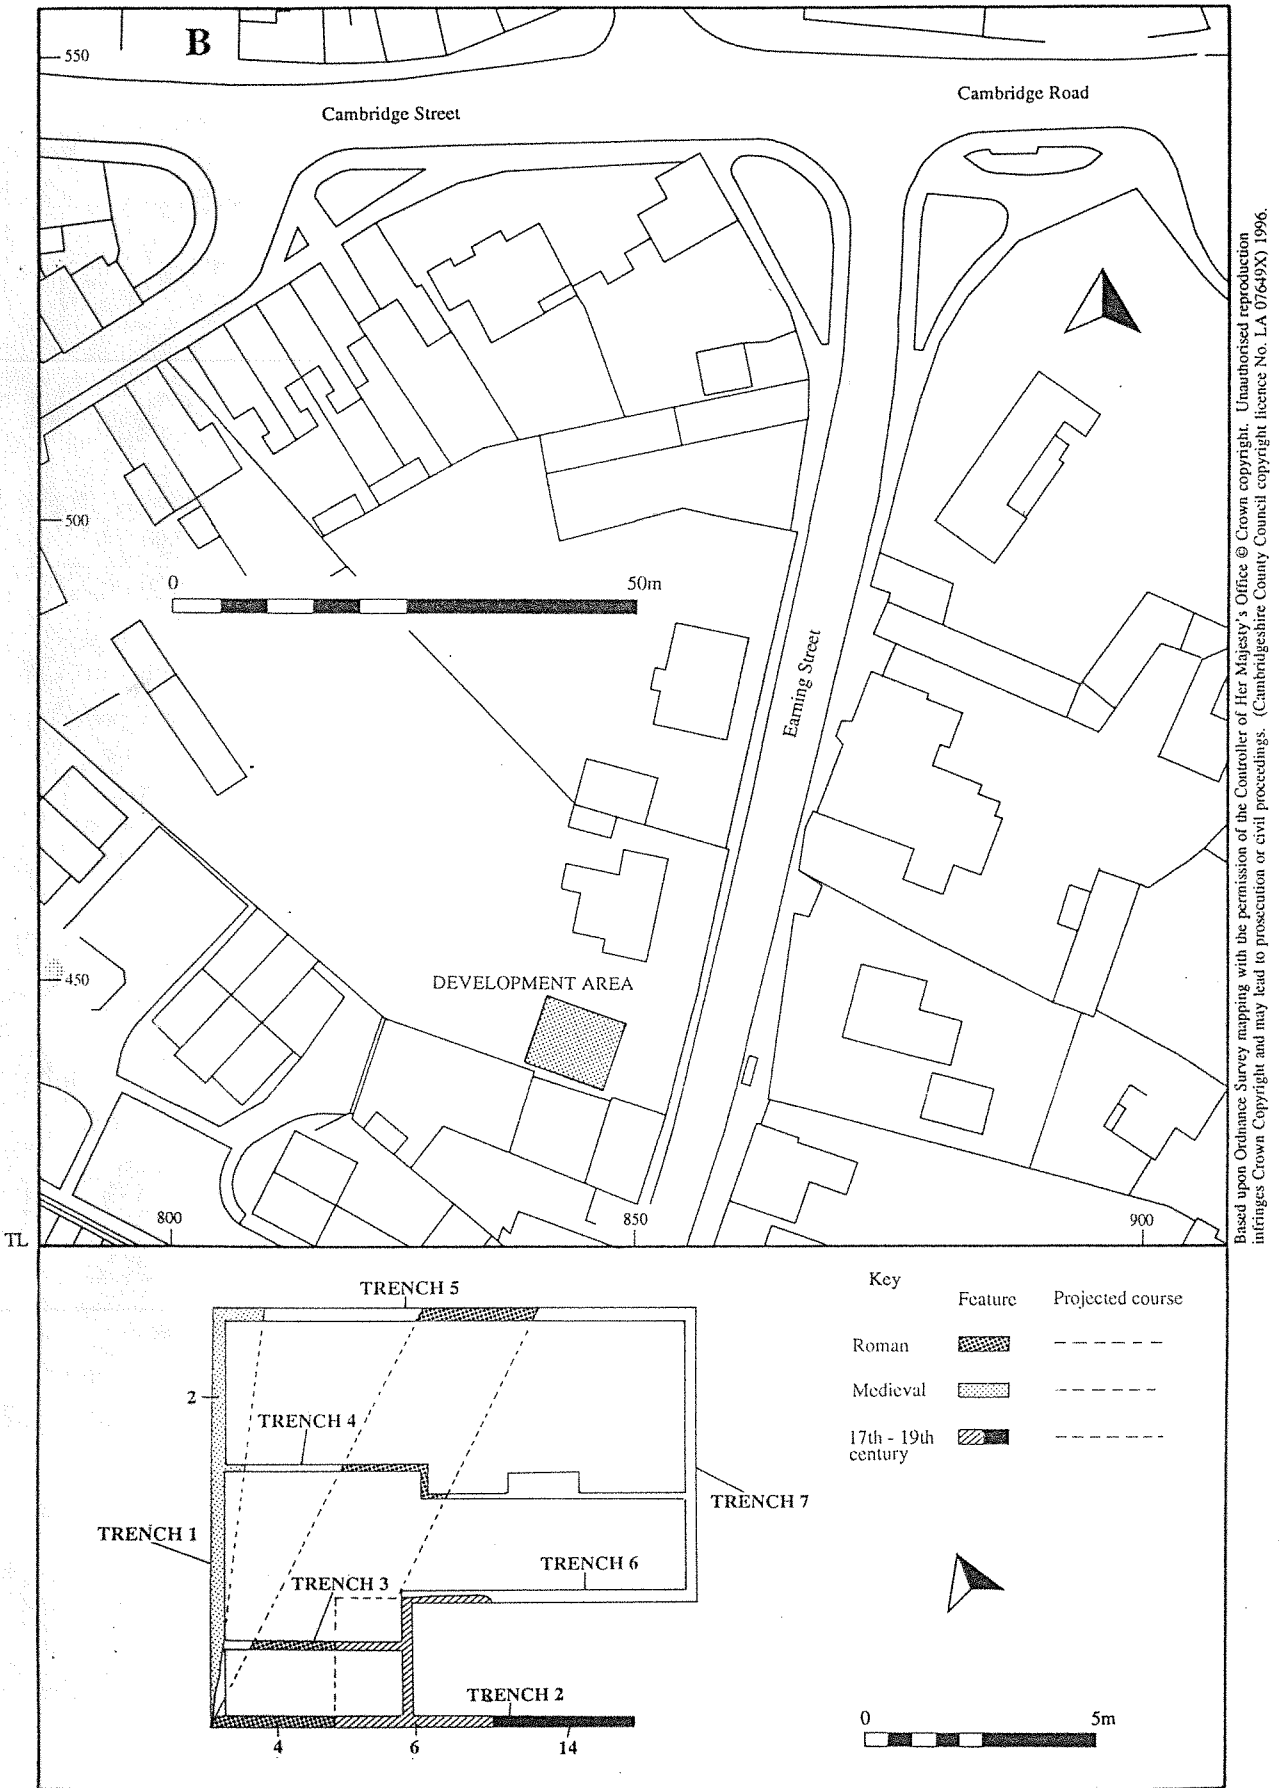 B
550
Cambridge Street
Cambridge Road
500
0 50m
Earning Street
450
DEVELOPMENT AREA
800
850
900
TL
Based upon Ordnance Survey mapping with the permission of the Controller of Her Majesty's Office © Crown copyright. Unauthorised reproduction
infringes Crown Copyright and may lead to prosecution or civil proceedings. (Cambridgeshire County Council copyright licence No. LA 07649X) 1996.
TRENCH 5
2
TRENCH 4
TRENCH 7
TRENCH 1
TRENCH 6
TRENCH 3
TRENCH 2
4
6
14
Key
Feature Projected course
Roman
Medieval
17th - 19th
century
0 5m